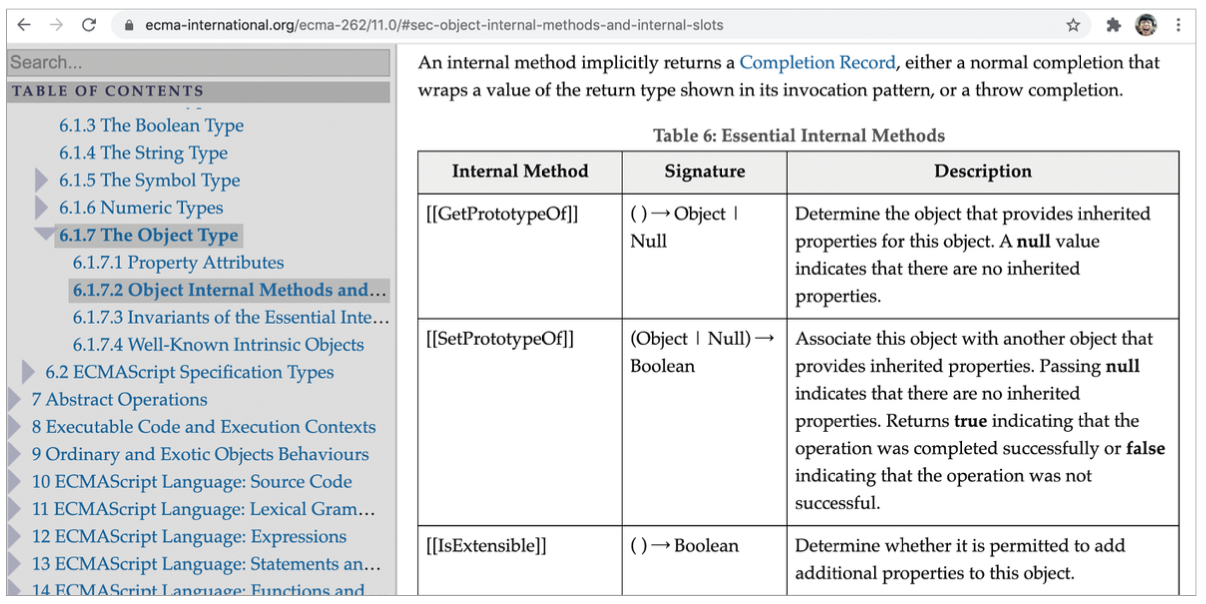 ecma-international.org/ecma-262/11.0/#sec-object-internal-methods-and-internal-slots
Search...
TABLE OF CONTENTS
6.1.3 The Boolean Type
6.1.4 The String Type
6.1.5 The Symbol Type
6.1.6 Numeric Types
6.1.7 The Object Type
6.1.7.1 Property Attributes
6.1.7.2 Object Internal Methods and…
6.1.7.3 Invariants of the Essential Inte…
6.1.7.4 Well-Known Intrinsic Objects
6.2 ECMAScript Specification Types
7 Abstract Operations
8 Executable Code and Execution Contexts
9 Ordinary and Exotic Objects Behaviours
10 ECMAScript Language: Source Code
11 ECMAScript Language: Lexical Gram…
12 ECMAScript Language: Expressions
13 ECMAScript Language: Statements an…
14 ECMAScript Language: Functions and
An internal method implicitly returns a Completion Record, either a normal completion that
wraps a value of the return type shown in its invocation pattern, or a throw completion.
Table 6: Essential Internal Methods
Internal Method Signature Description
[[GetPrototypeOf]] ( ) → Object | Determine the object that provides inherited
Null properties for this object. A null value
indicates that there are no inherited
properties.
[[SetPrototypeOf]] (Object | Null) → Associate this object with another object that
Boolean provides inherited properties. Passing null
indicates that there are no inherited
properties. Returns true indicating that the
operation was completed successfully or false
indicating that the operation was not
successful.
[[IsExtensible]] ( ) → Boolean Determine whether it is permitted to add
additional properties to this object.